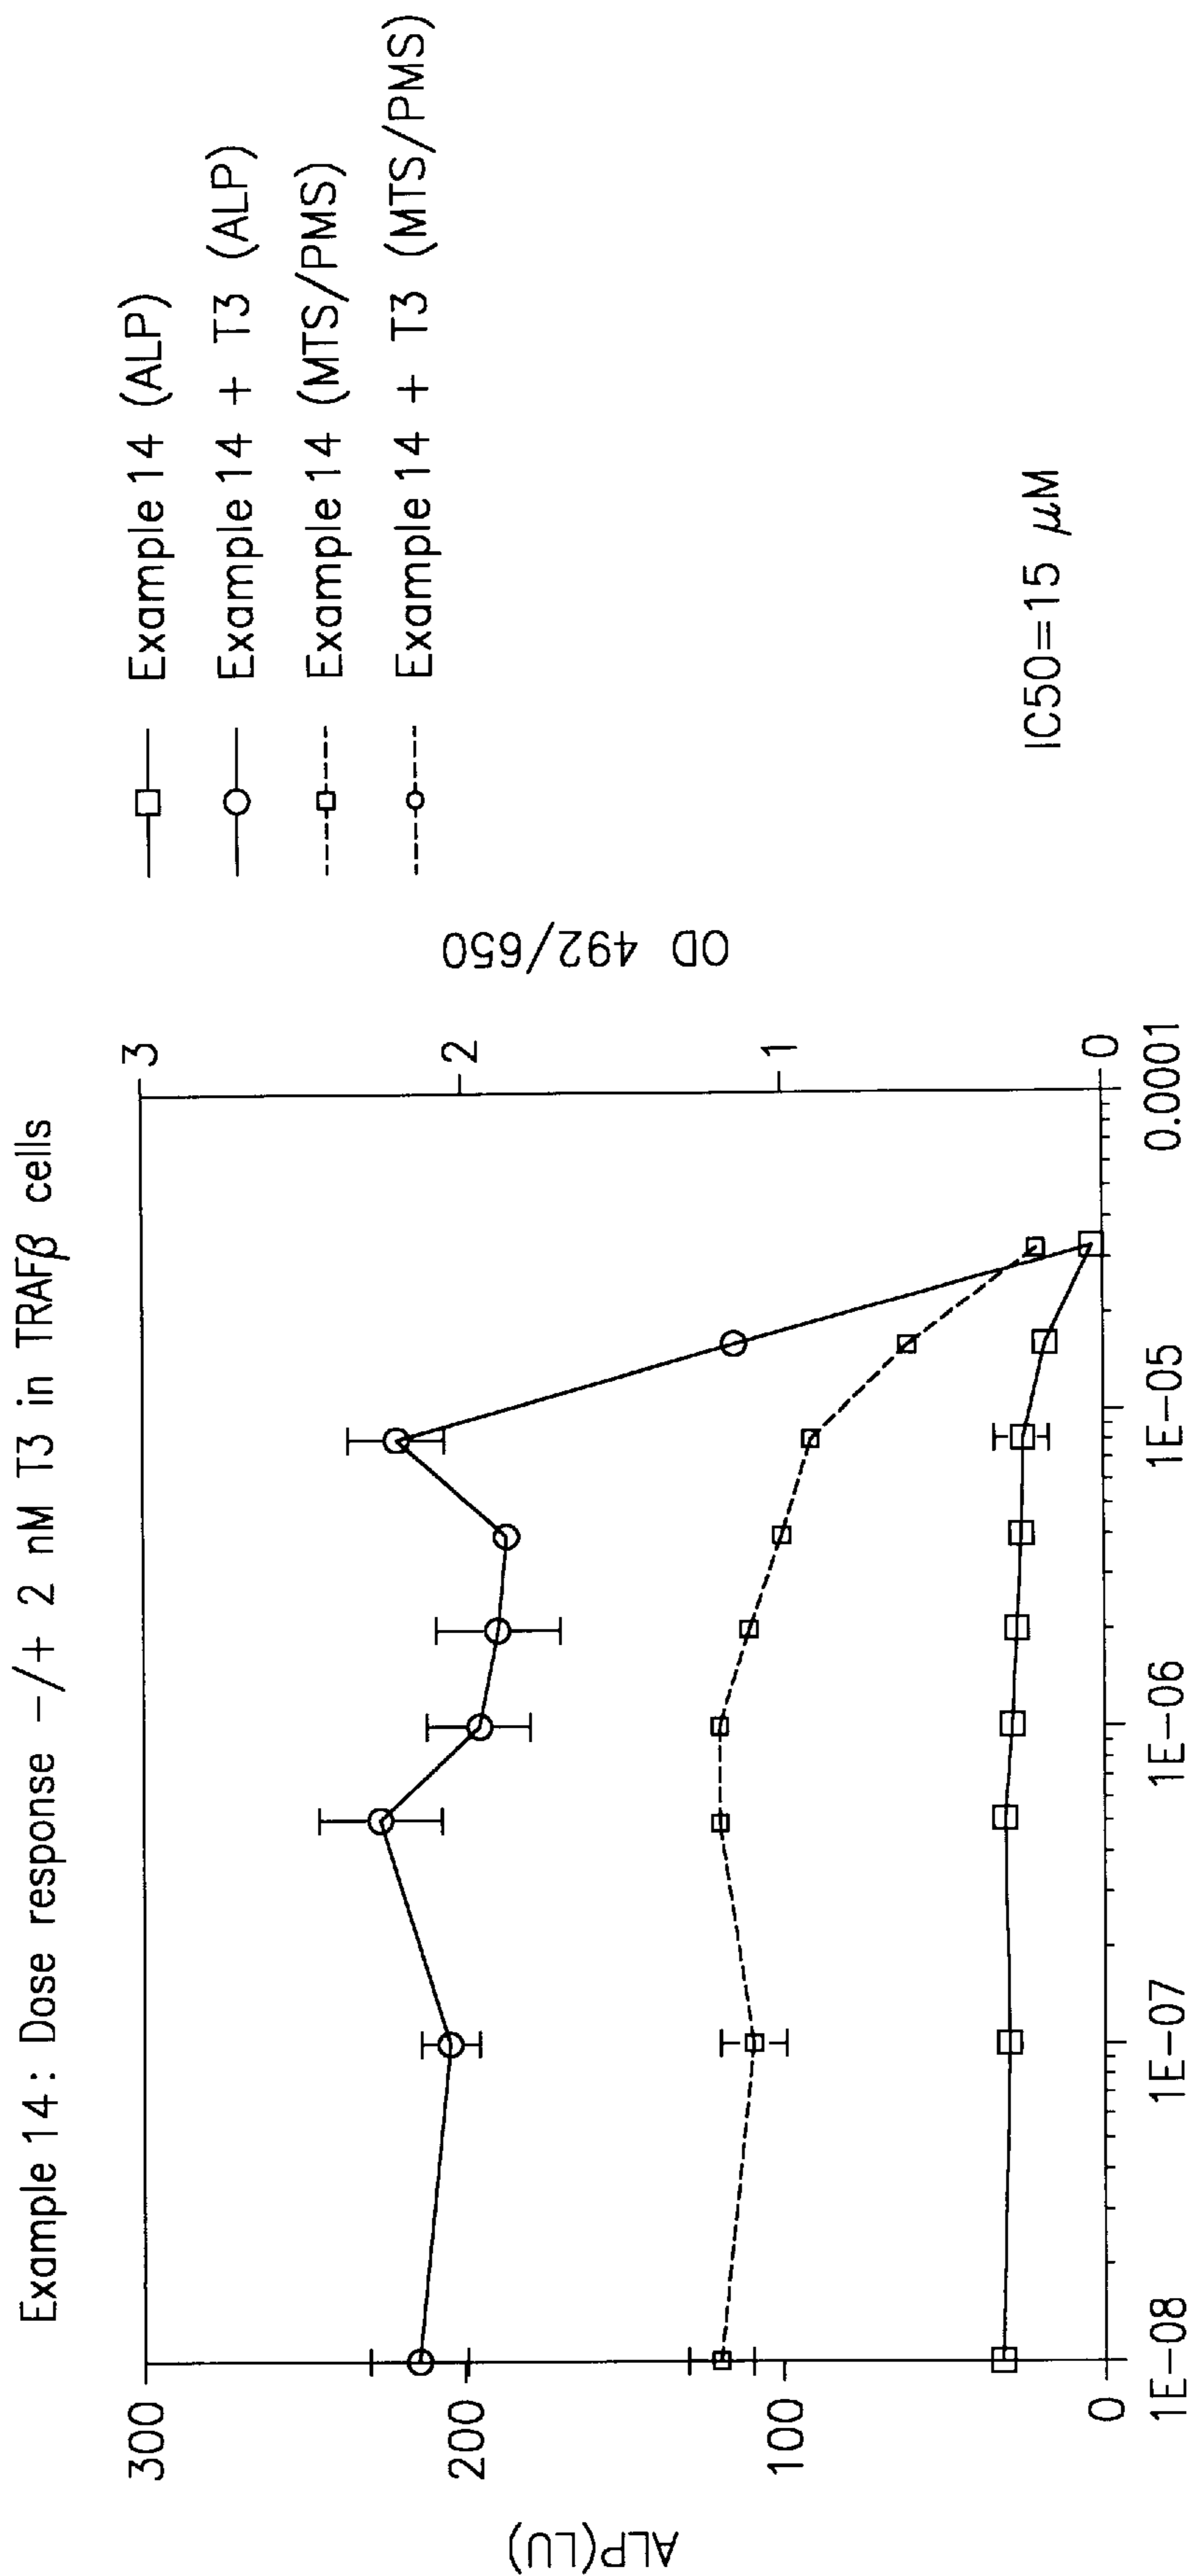 Example 14: Dose response -/+ 2 nM T3 in TRAFβ cells
ALP(LU)
300
200
100
0
1E-08
1E-07
1E-06
1E-05
0.0001
3
2
1
0
OD 492/650
Example 14 (ALP)
Example 14 + T3 (ALP)
Example 14 (MTS/PMS)
Example 14 + T3 (MTS/PMS)
IC50=15 μM